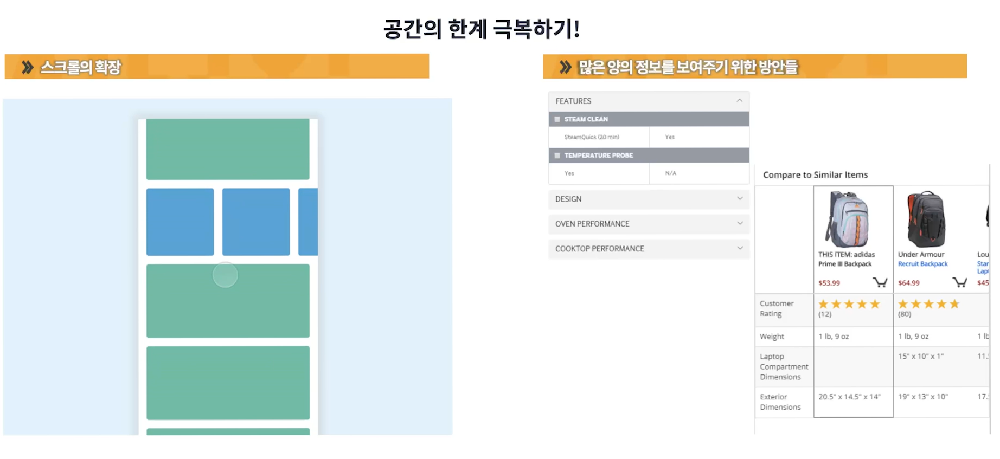 공간의 한계 극복하기!
스크롤의 확장
많은 양의 정보를 보여주기 위한 방안들
FEATURES
STEAM CLEAN
SteamQuick (20 min) Yes
TEMPERATURE PROBE
Yes N/A
DESIGN
OVEN PERFORMANCE
COOKTOP PERFORMANCE
Compare to Similar Items
THIS ITEM: adidas
Prime III Backpack
$53.99
Under Armour
Recruit Backpack
$64.99
Lou
Star
Lapt
$45
Customer
Rating
(12) (80)
Weight 1 lb, 9 oz 1 lb, 9 oz 1 lb
Laptop
Compartment
Dimensions
15" x 10" x 1" 11.
Exterior
Dimensions
20.5" x 14.5" x 14" 19" x 13" x 10" 17.